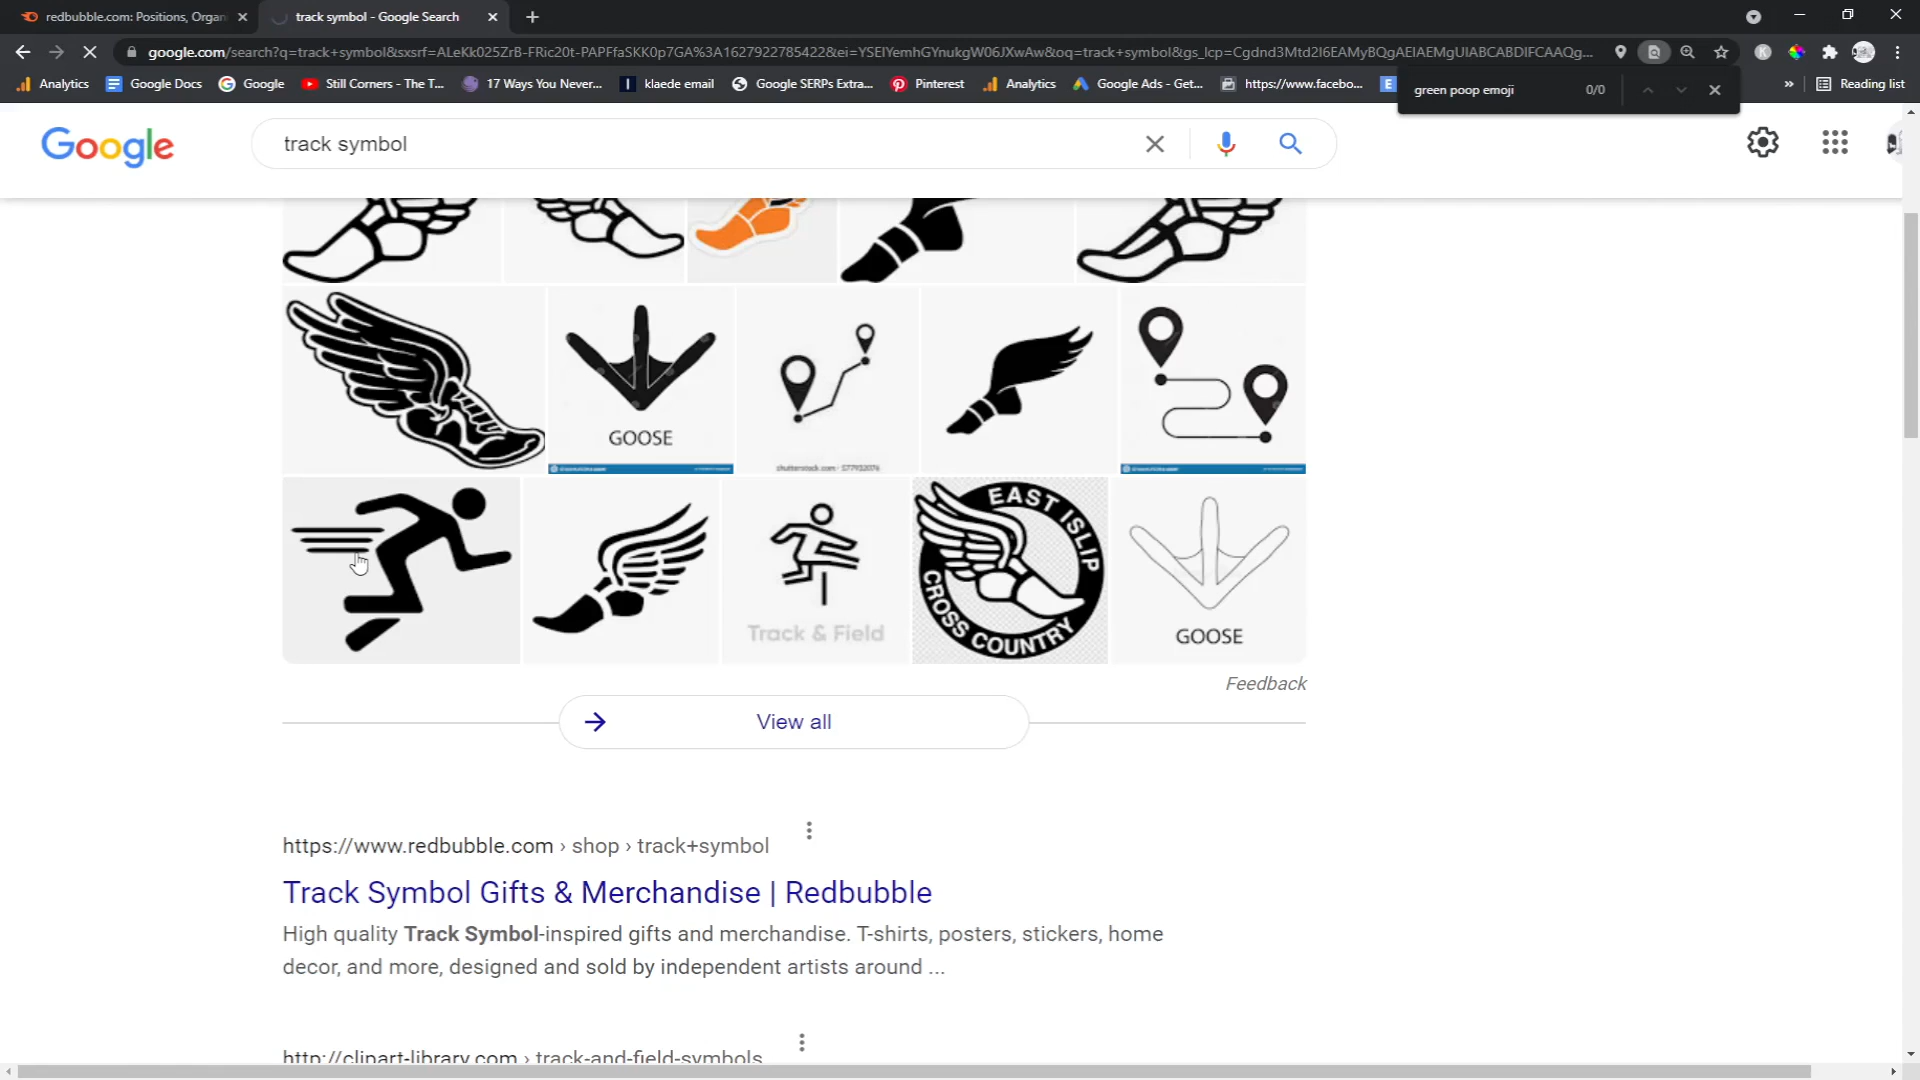 redbubble.com: Positions, Organ
track symbol - Google Search
google.com/search?q=track+symbol&sxsrf=ALeKk025ZrB-FRic20t-PAPFfaSKK0p7GA%3A1627922785422&ei=YSEIYemhGYnukgW06JXwAw&oq=track+symbol&gs_lcp=Cgdnd3Mtd2l6EAMyBQgAEIAEMgUIABCABDIFCAAQg...
Analytics
Google Docs
Google
Still Corners - The T...
17 Ways You Never...
klaede email
Google SERPs Extra...
Pinterest
Analytics
Google Ads - Get...
https://www.facebo...
E
»
Reading list
green poop emoji 0/0
Google
track symbol
GOOSE
shutterstock.com · 577932076
Track & Field
EAST ISLIP
CROSS COUNTRY
GOOSE
Feedback
View all
https://www.redbubble.com › shop › track+symbol
Track Symbol Gifts & Merchandise | Redbubble
High quality Track Symbol-inspired gifts and merchandise. T-shirts, posters, stickers, home
decor, and more, designed and sold by independent artists around ...
http://clipart-library.com › track-and-field-symbols